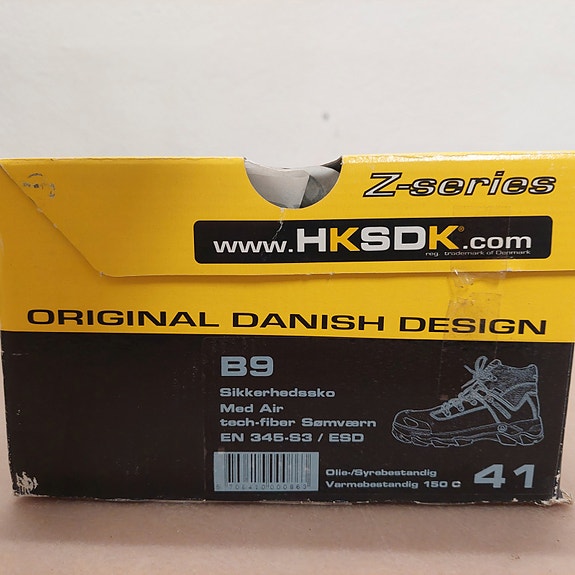 Z-series
www.HKSDK®.com
reg. trademark of Denmark
ORIGINAL DANISH DESIGN
B9
Sikkerhedssko
Med Air
tech-fiber Sømværn
EN 345-S3 / ESD
Olie-/Syrebestandig
Varmebestandig 150 C
41